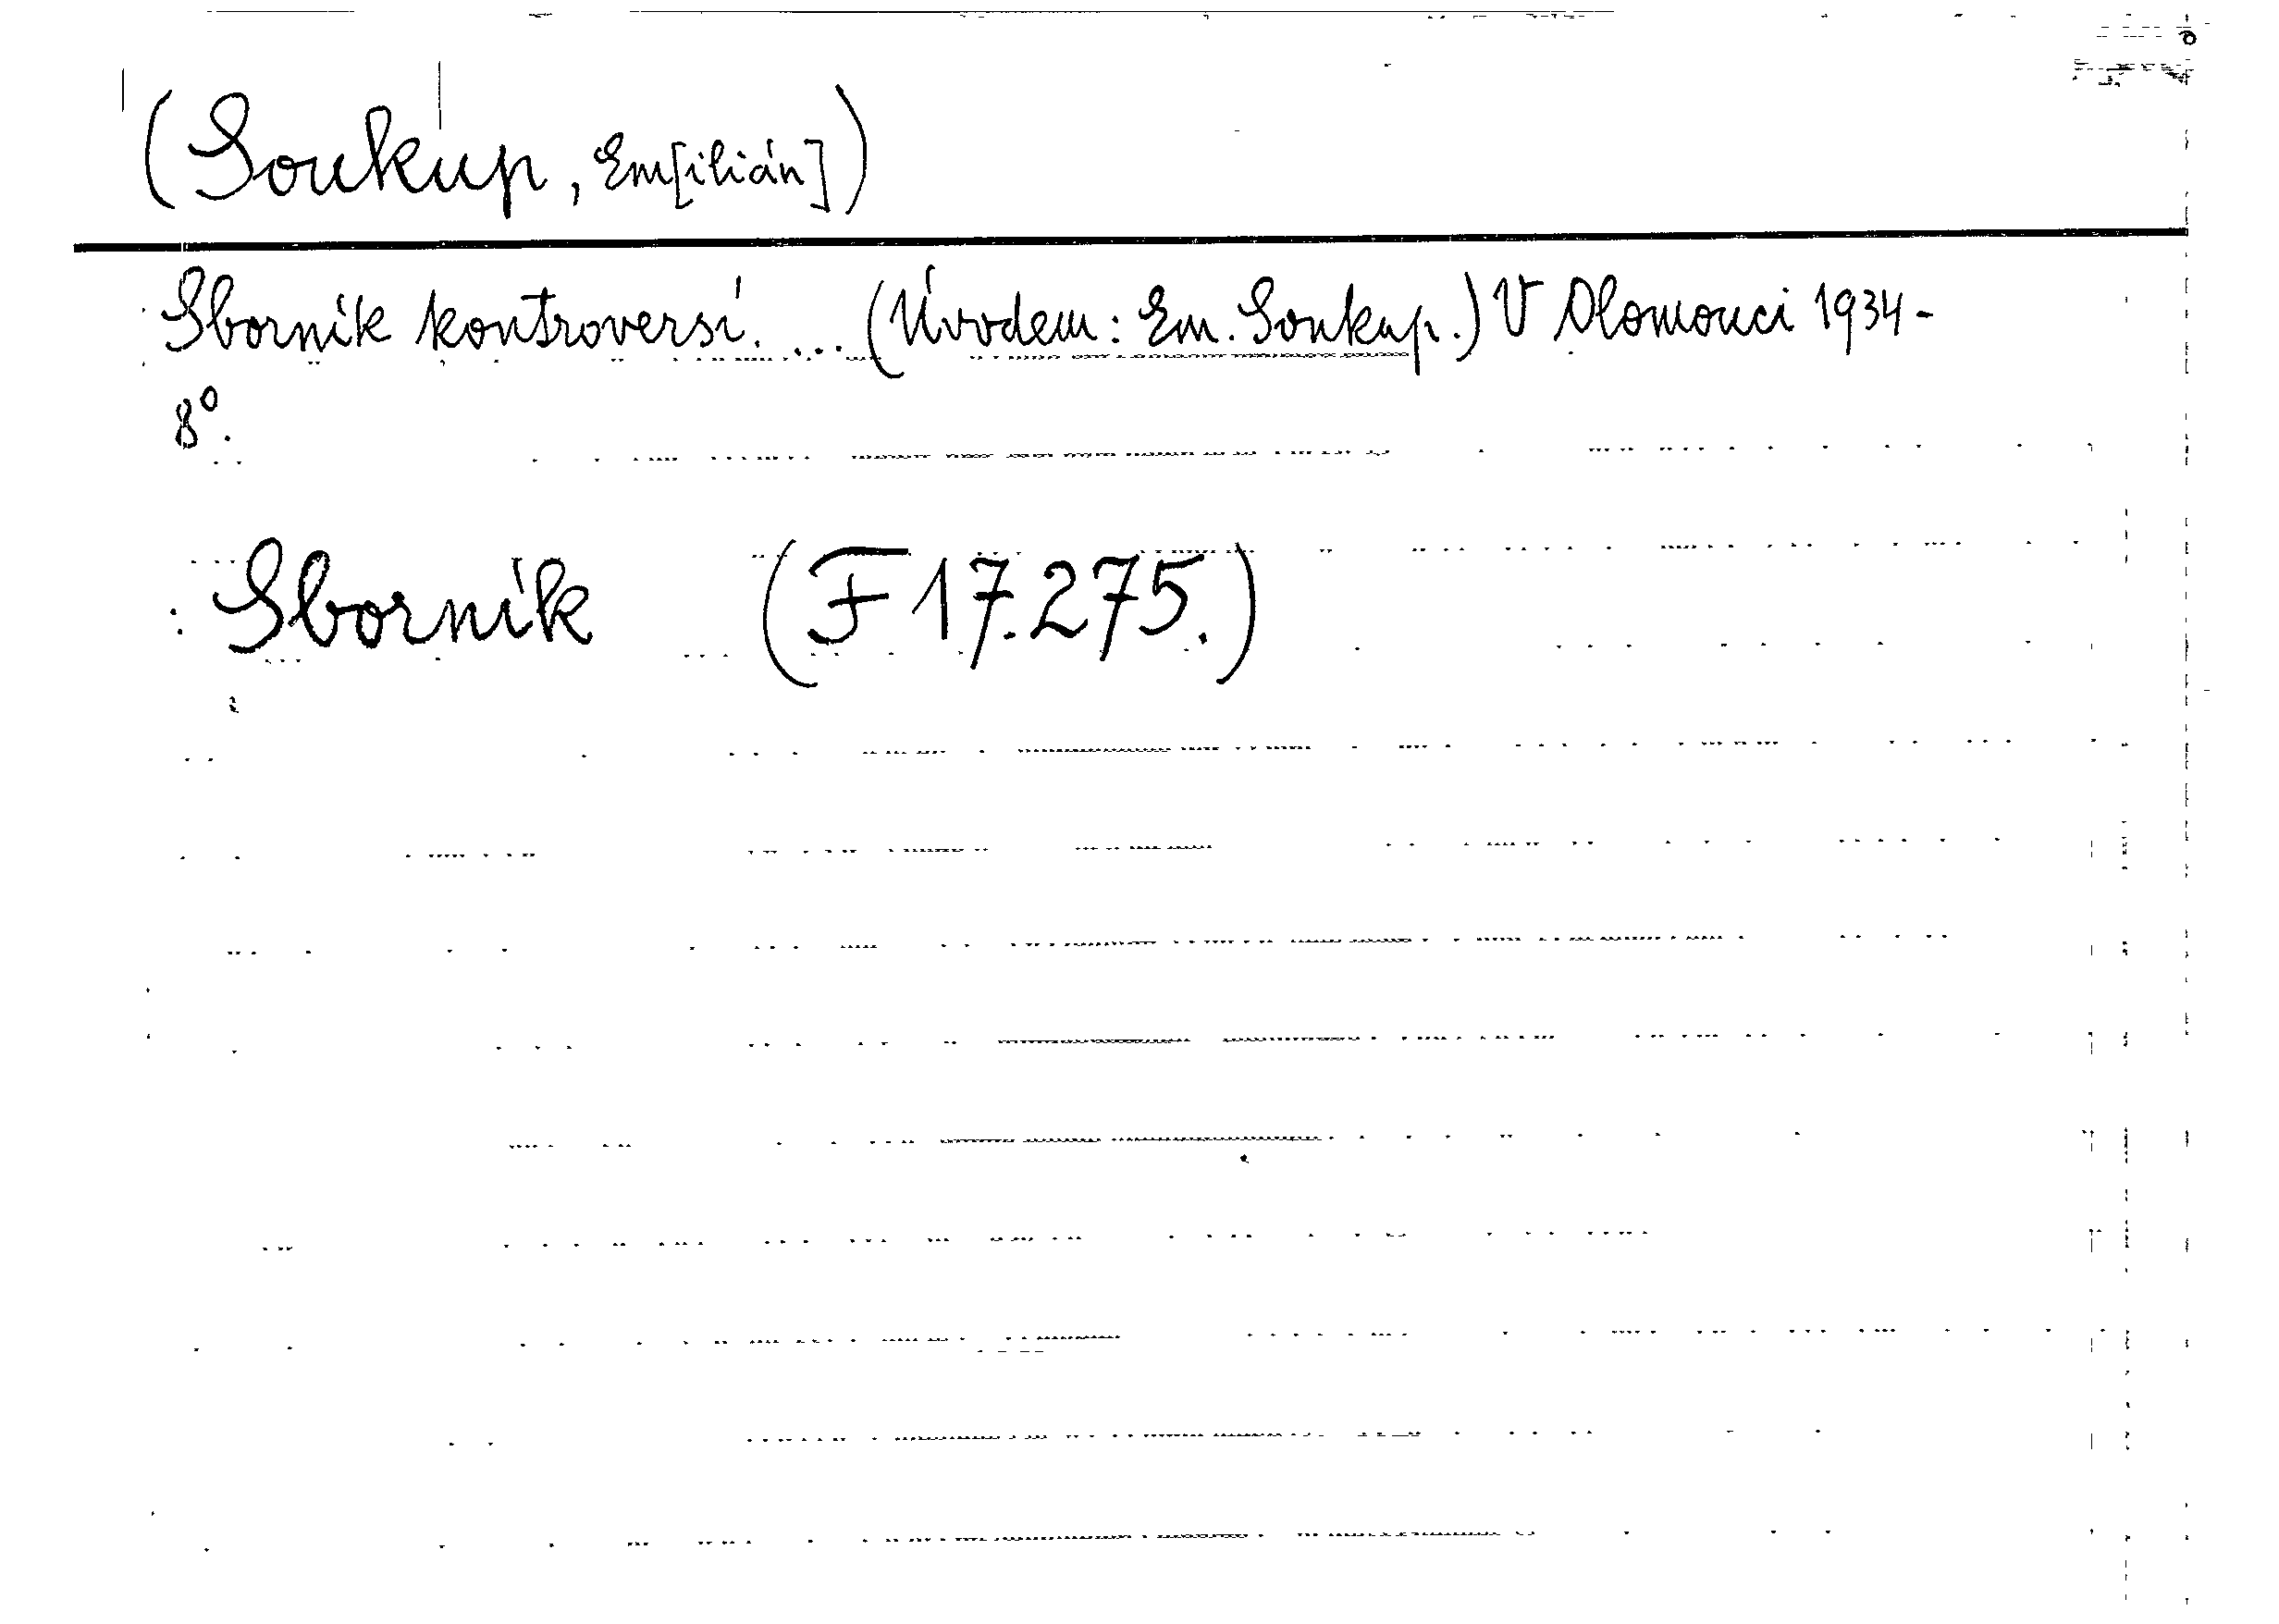 (Soukup, Em[ilián])
Sborník kontroversí. ... (Úvodem: Em. Soukup.) V Olomouci 1934-
8°.
Sborník (F 17.275.)